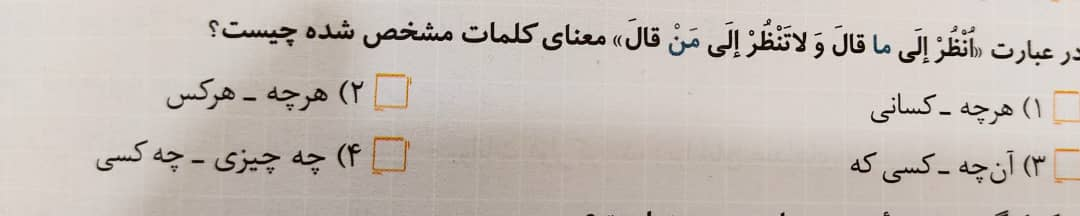 در عبارت «اُنْظُرْ إِلَی ما قالَ وَ لاتَنْظُرْ إِلَی مَنْ قالَ» معنای کلمات مشخص شده چیست؟
۱) هرچه ـ کسانی
۲) هرچه ـ هرکس
۳) آن‌چه ـ کسی که
۴) چه چیزی ـ چه کسی